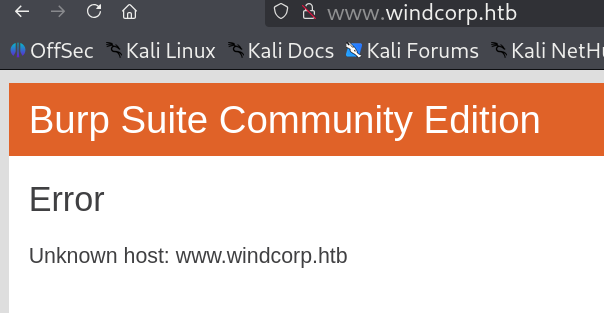 www.windcorp.htb
OffSec Kali Linux Kali Docs Kali Forums Kali NetHu
Burp Suite Community Edition
Error
Unknown host: www.windcorp.htb